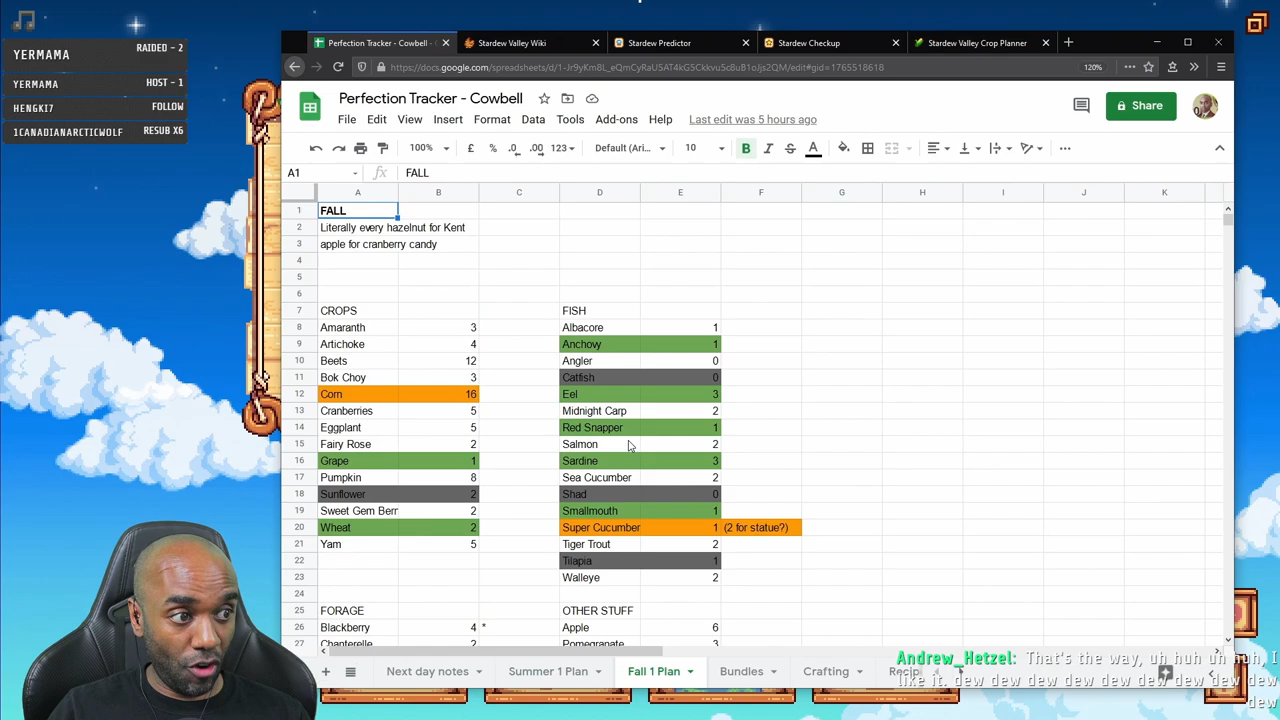 YERMAMA RAIDED - 2
YERMAMA HOST - 1
HENGKI7 FOLLOW
1CANADIANARCTICWOLF RESUB X6
Perfection Tracker - Cowbell -
Stardew Valley Wiki
Stardew Predictor
Stardew Checkup
Stardew Valley Crop Planner
120%
Perfection Tracker - Cowbell
Share
File Edit View Insert Format Data Tools Add-ons Help Last edit was 5 hours ago
100% £ % .0 .00 123 Default (Ari... 10 B I S A
A1 fx FALL
A B C D E F G H I J K
1 FALL
2 Literally every hazelnut for Kent
3 apple for cranberry candy
4
5
6
7 CROPS FISH
8 Amaranth 3 Albacore 1
9 Artichoke 4 Anchovy 1
10 Beets 12 Angler 0
11 Bok Choy 3 Catfish 0
12 Corn 16 Eel 3
13 Cranberries 5 Midnight Carp 2
14 Eggplant 5 Red Snapper 1
15 Fairy Rose 2 Salmon 2
16 Grape 1 Sardine 3
17 Pumpkin 8 Sea Cucumber 2
18 Sunflower 2 Shad 0
19 Sweet Gem Berr 2 Smallmouth 1
20 Wheat 2 Super Cucumber 1 (2 for statue?)
21 Yam 5 Tiger Trout 2
22 Tilapia 1
23 Walleye 2
24
25 FORAGE OTHER STUFF
26 Blackberry 4 * Apple 6
27 Chanterelle 2 Pomegranate 3
Next day notes Summer 1 Plan Fall 1 Plan Bundles Crafting Recip
Andrew_Hetzel: That's the way, uh huh uh huh, I
like it. dew dew dew dew dew dew dew dew dew
dew